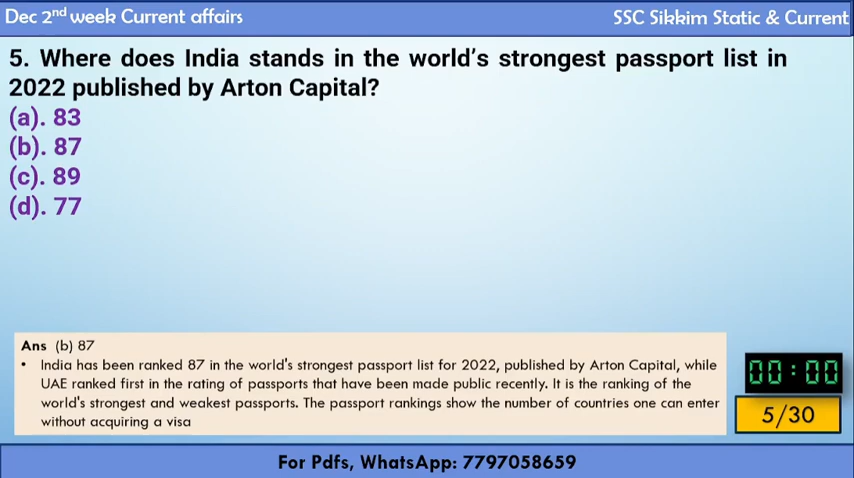 Dec 2nd week Current affairs
SSC Sikkim Static & Current
5. Where does India stands in the world's strongest passport list in
2022 published by Arton Capital?
(a). 83
(b). 87
(c). 89
(d). 77
Ans (b) 87
• India has been ranked 87 in the world's strongest passport list for 2022, published by Arton Capital, while
UAE ranked first in the rating of passports that have been made public recently. It is the ranking of the
world's strongest and weakest passports. The passport rankings show the number of countries one can enter
without acquiring a visa
00:00
5/30
For Pdfs, WhatsApp: 7797058659